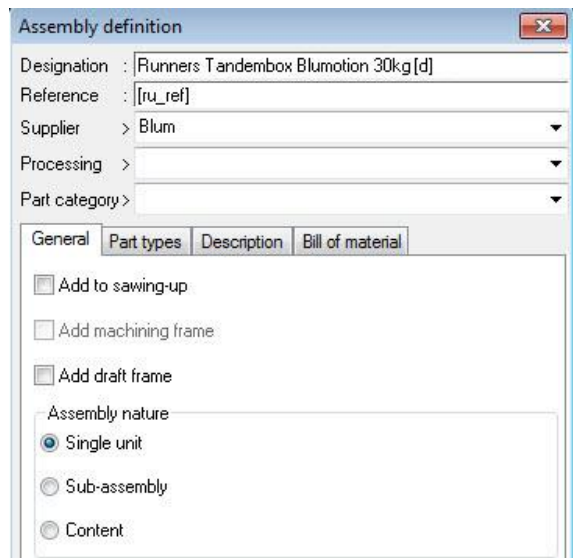 Assembly definition
Designation : Runners Tandembox Blumotion 30kg[d]
Reference : [ru_ref]
Supplier > Blum
Processing >
Part category >
General Part types Description Bill of material
Add to sawing-up
Add machining frame
Add draft frame
Assembly nature
Single unit
Sub-assembly
Content